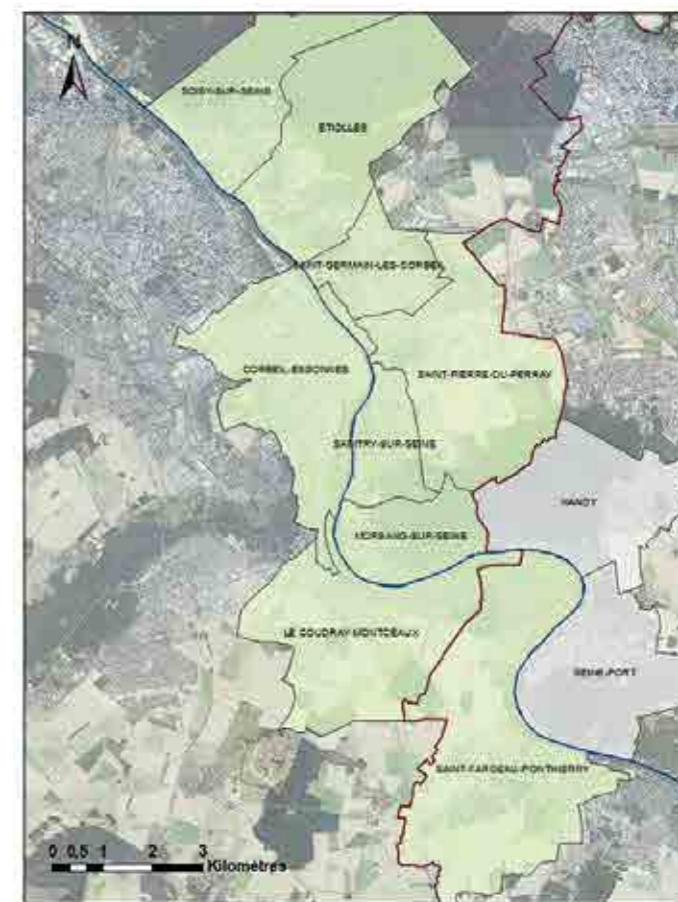 N
SOISY-SUR-SEINE
ETIOLLES
SAINT-GERMAIN-LES-CORBEIL
CORBEIL-ESSONNES
SAINT-PIERRE-DU-PERRAY
SAINTRY-SUR-SEINE
NANDY
MORSANG-SUR-SEINE
LE COUDRAY-MONTCEAUX
SEINE-PORT
SAINT-FARGEAU-PONTHIERRY
0 0,5 1 2 3
Kilomètres